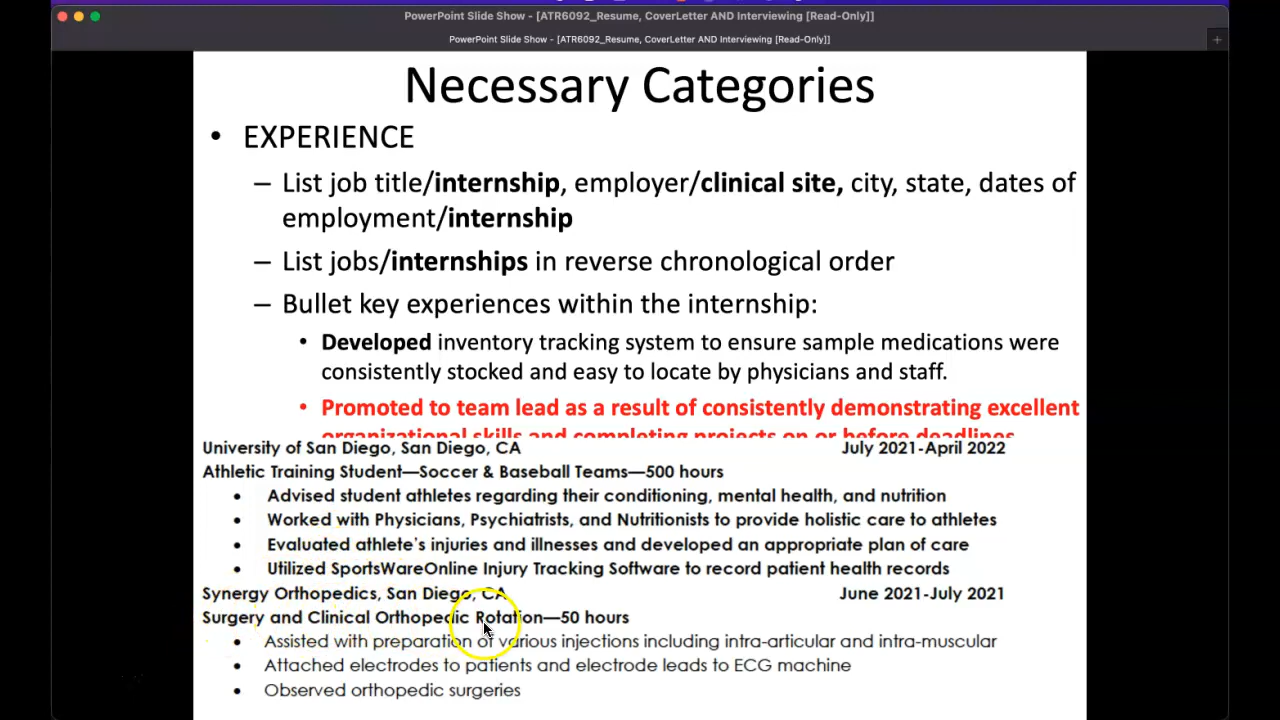 PowerPoint Slide Show - [ATR6092_Resume, CoverLetter AND Interviewing [Read-Only]]
PowerPoint Slide Show - [ATR6092_Resume, CoverLetter AND Interviewing [Read-Only]]
Necessary Categories
• EXPERIENCE
– List job title/internship, employer/clinical site, city, state, dates of
employment/internship
– List jobs/internships in reverse chronological order
– Bullet key experiences within the internship:
• Developed inventory tracking system to ensure sample medications were
consistently stocked and easy to locate by physicians and staff.
• Promoted to team lead as a result of consistently demonstrating excellent
organizational skills and completing projects on or before deadlines
University of San Diego, San Diego, CA July 2021-April 2022
Athletic Training Student—Soccer & Baseball Teams—500 hours
• Advised student athletes regarding their conditioning, mental health, and nutrition
• Worked with Physicians, Psychiatrists, and Nutritionists to provide holistic care to athletes
• Evaluated athlete's injuries and illnesses and developed an appropriate plan of care
• Utilized SportsWareOnline Injury Tracking Software to record patient health records
Synergy Orthopedics, San Diego, CA June 2021-July 2021
Surgery and Clinical Orthopedic Rotation—50 hours
• Assisted with preparation of various injections including intra-articular and intra-muscular
• Attached electrodes to patients and electrode leads to ECG machine
• Observed orthopedic surgeries